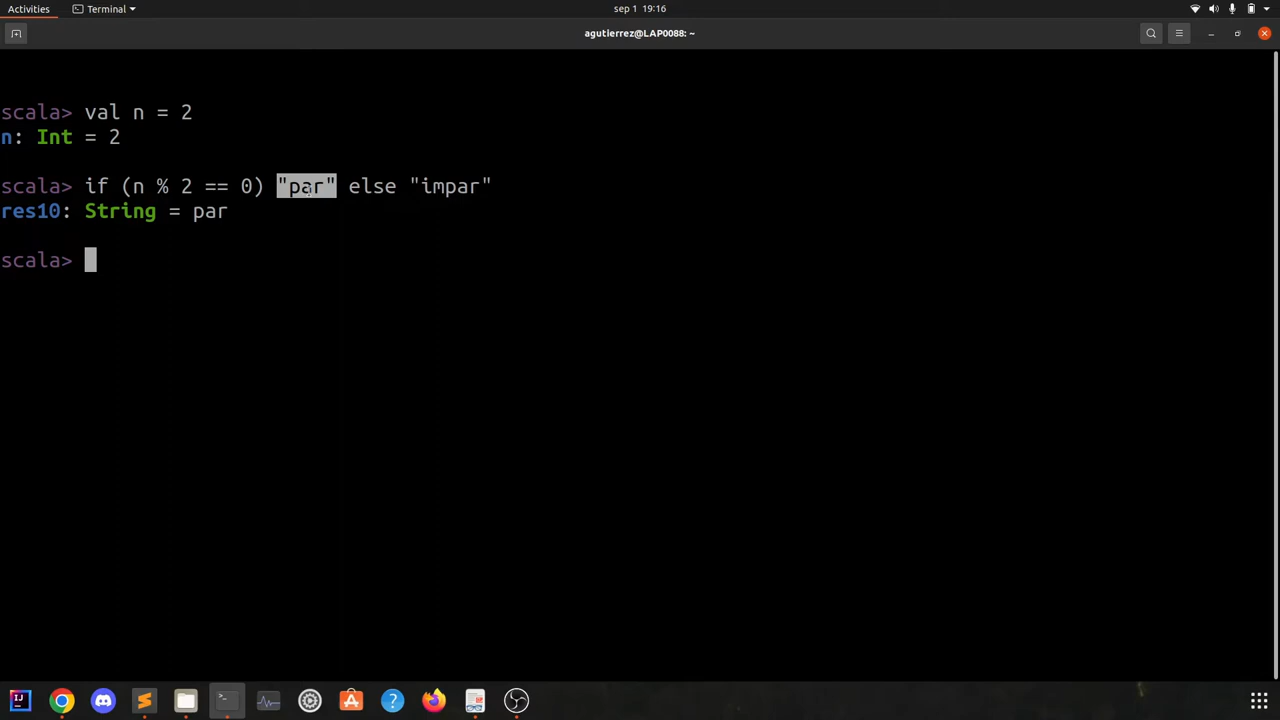 Activities
Terminal
sep 1 19:16
agutierrez@LAP0088: ~
scala> val n = 2
n: Int = 2
scala> if (n % 2 == 0) "par" else "impar"
res10: String = par
scala>